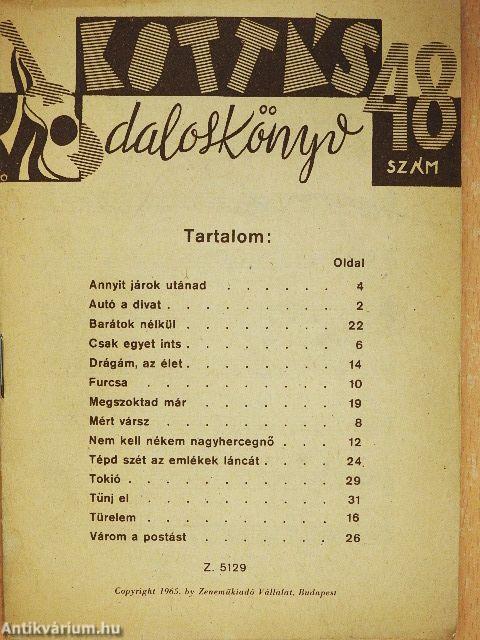 KOTTÁS 48
daloskönyv
SZÁM
Tartalom:
Oldal
Annyit járok utánad . . . . . . 4
Autó a divat . . . . . . . . . 2
Barátok nélkül . . . . . . . . 22
Csak egyet ints . . . . . . . . 6
Drágám, az élet . . . . . . . . 14
Furcsa . . . . . . . . . . 10
Megszoktad már . . . . . . . 19
Mért vársz . . . . . . . . . 8
Nem kell nékem nagyhercegnő . . . 12
Tépd szét az emlékek láncát . . . . 24
Tokió . . . . . . . . . . . 29
Tünj el . . . . . . . . . . 31
Türelem . . . . . . . . . . 16
Várom a postást . . . . . . . 26
Z. 5129
Copyright 1965. by Zeneműkiadó Vállalat, Budapest
Antikvárium.hu